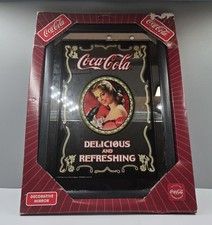 Coca-Cola
Coca-Cola
Coca-Cola
DELICIOUS
AND
REFRESHING
DECORATIVE
MIRROR
Coca-Cola